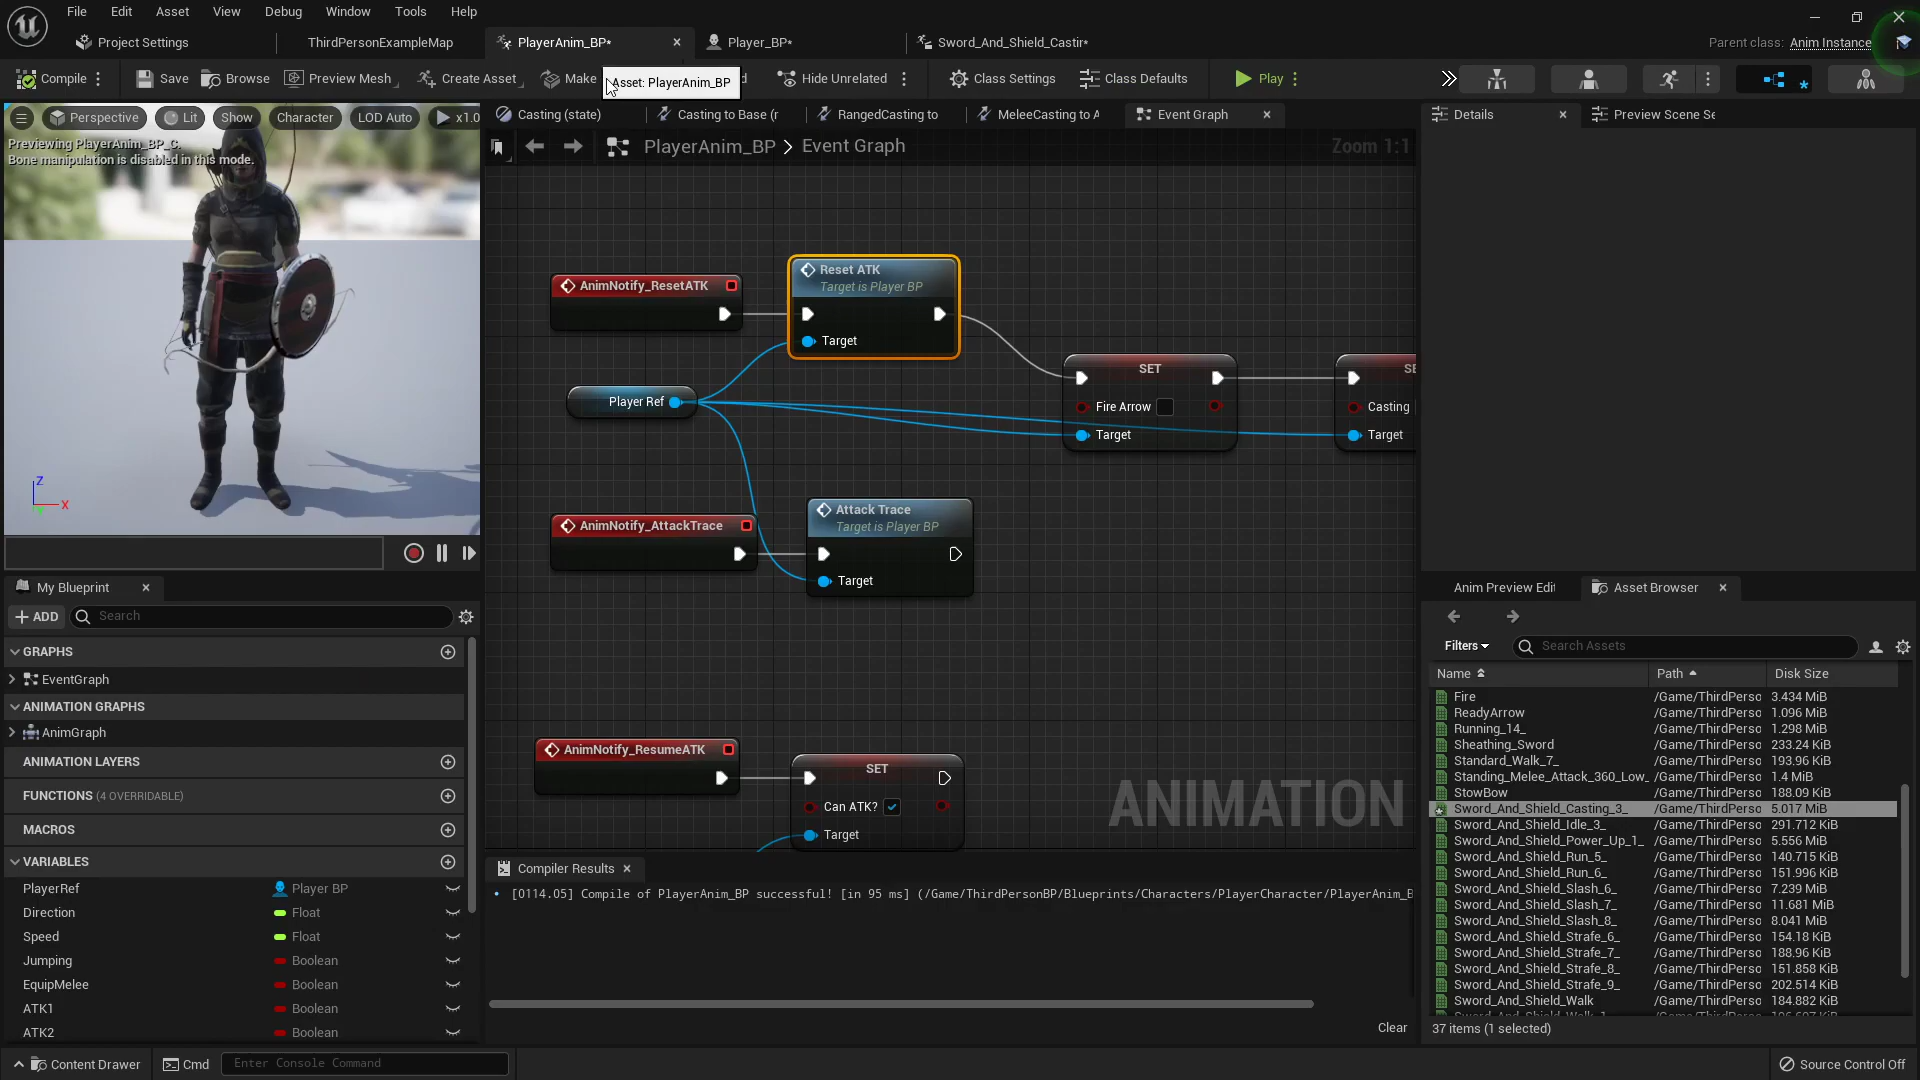 File Edit Asset View Debug Window Tools Help
Project Settings ThirdPersonExampleMap PlayerAnim_BP* Player_BP* Sword_And_Shield_Castir* Parent class: Anim Instance
Compile Save Browse Preview Mesh Create Asset Make Hide Unrelated Class Settings Class Defaults Play
Asset: PlayerAnim_BP
Perspective Lit Show Character LOD Auto x1.0
Previewing PlayerAnim_BP_C.
Bone manipulation is disabled in this mode.
Z
X
Casting (state) Casting to Base (r RangedCasting to MeleeCasting to A Event Graph
PlayerAnim_BP > Event Graph Zoom 1:1
AnimNotify_ResetATK
Reset ATK
Target is Player BP
Target
Player Ref
SET
Fire Arrow
Target
Casting
Target
AnimNotify_AttackTrace
Attack Trace
Target is Player BP
Target
AnimNotify_ResumeATK
SET
Can ATK?
Target
ANIMATION
My Blueprint
ADD Search
GRAPHS
EventGraph
ANIMATION GRAPHS
AnimGraph
ANIMATION LAYERS
FUNCTIONS (4 OVERRIDABLE)
MACROS
VARIABLES
PlayerRef Player BP
Direction Float
Speed Float
Jumping Boolean
EquipMelee Boolean
ATK1 Boolean
ATK2 Boolean
Compiler Results
[0114.05] Compile of PlayerAnim_BP successful! [in 95 ms] (/Game/ThirdPersonBP/Blueprints/Characters/PlayerCharacter/PlayerAnim_B
Clear
Details Preview Scene Se
Anim Preview Edit Asset Browser
Filters Search Assets
Name Path Disk Size
Fire /Game/ThirdPerso 3.434 MiB
ReadyArrow /Game/ThirdPerso 1.096 MiB
Running_14_ /Game/ThirdPerso 1.298 MiB
Sheathing_Sword /Game/ThirdPerso 233.24 KiB
Standard_Walk_7_ /Game/ThirdPerso 193.96 KiB
Standing_Melee_Attack_360_Low_ /Game/ThirdPerso 1.4 MiB
StowBow /Game/ThirdPerso 188.09 KiB
Sword_And_Shield_Casting_3_ /Game/ThirdPerso 5.017 MiB
Sword_And_Shield_Idle_3_ /Game/ThirdPerso 291.712 KiB
Sword_And_Shield_Power_Up_1_ /Game/ThirdPerso 5.556 MiB
Sword_And_Shield_Run_5_ /Game/ThirdPerso 140.715 KiB
Sword_And_Shield_Run_6_ /Game/ThirdPerso 151.996 KiB
Sword_And_Shield_Slash_6_ /Game/ThirdPerso 7.239 MiB
Sword_And_Shield_Slash_7_ /Game/ThirdPerso 11.681 MiB
Sword_And_Shield_Slash_8_ /Game/ThirdPerso 8.041 MiB
Sword_And_Shield_Strafe_6_ /Game/ThirdPerso 154.18 KiB
Sword_And_Shield_Strafe_7_ /Game/ThirdPerso 188.96 KiB
Sword_And_Shield_Strafe_8_ /Game/ThirdPerso 151.858 KiB
Sword_And_Shield_Strafe_9_ /Game/ThirdPerso 202.514 KiB
Sword_And_Shield_Walk /Game/ThirdPerso 184.882 KiB
37 items (1 selected)
Content Drawer Cmd Enter Console Command Source Control Off